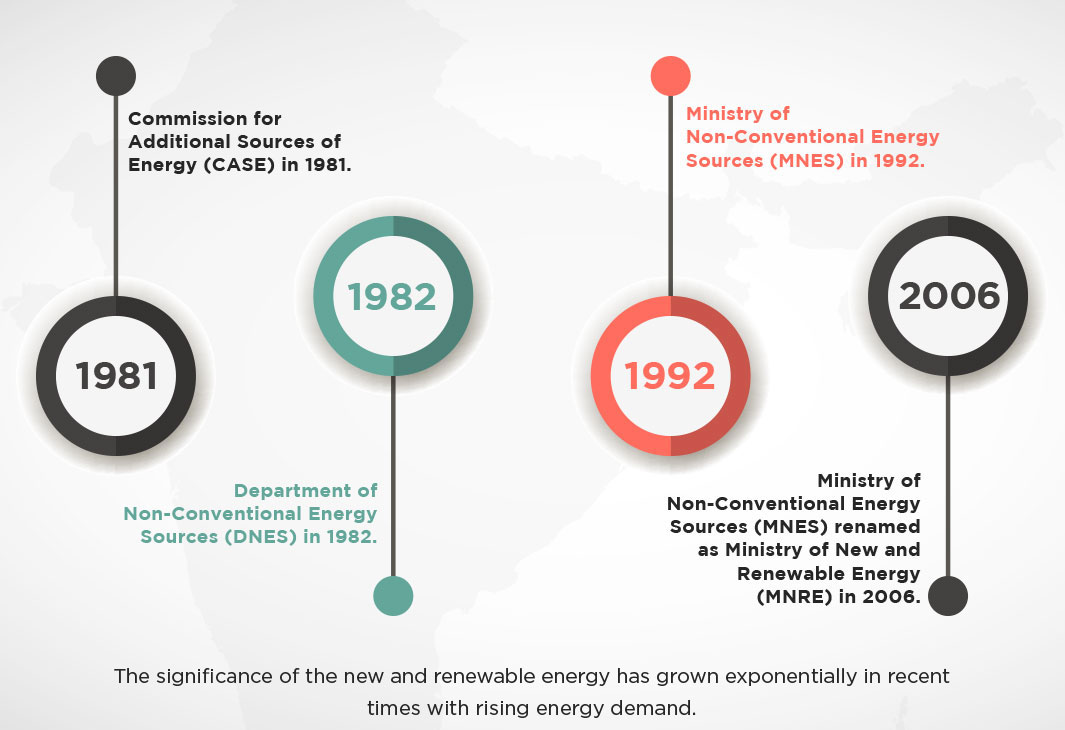 Commission for
Additional Sources of
Energy (CASE) in 1981.
1981
1982
Department of
Non-Conventional Energy
Sources (DNES) in 1982.
Ministry of
Non-Conventional Energy
Sources (MNES) in 1992.
1992
2006
Ministry of
Non-Conventional Energy
Sources (MNES) renamed
as Ministry of New and
Renewable Energy
(MNRE) in 2006.
The significance of the new and renewable energy has grown exponentially in recent
times with rising energy demand.